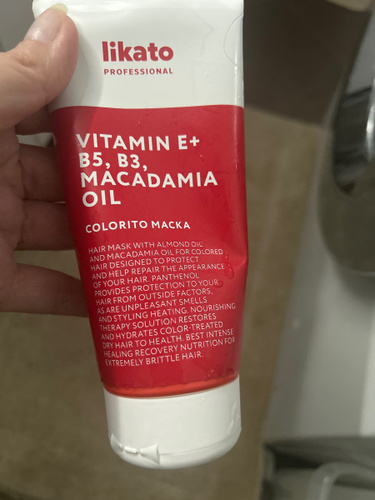 likato
PROFESSIONAL
VITAMIN E+
B5, B3,
MACADAMIA
OIL
COLORITO МАСКА
HAIR MASK WITH ALMOND OIL
AND MACADAMIA OIL FOR COLORED
HAIR DESIGNED TO PROTECT
AND HELP REPAIR THE APPEARANCE
OF YOUR HAIR. PANTHENOL
PROVIDES PROTECTION TO YOUR
HAIR FROM OUTSIDE FACTORS,
AS ARE UNPLEASANT SMELLS
AND STYLING HEATING. NOURISHING
THERAPY SOLUTION RESTORES
AND HYDRATES COLOR-TREATED
DRY HAIR TO HEALTH. BEST INTENSE
HEALING RECOVERY NUTRITION FOR
EXTREMELY BRITTLE HAIR.